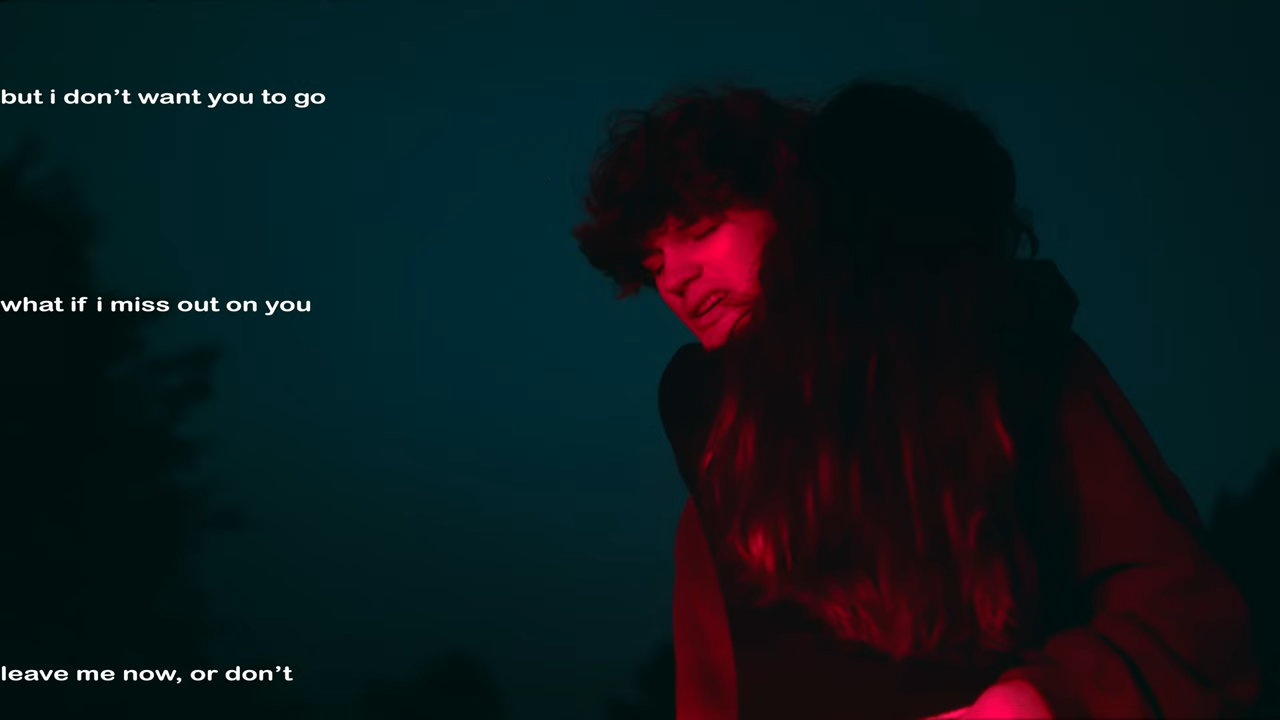 but i don’t want you to go
what if i miss out on you
leave me now, or don’t